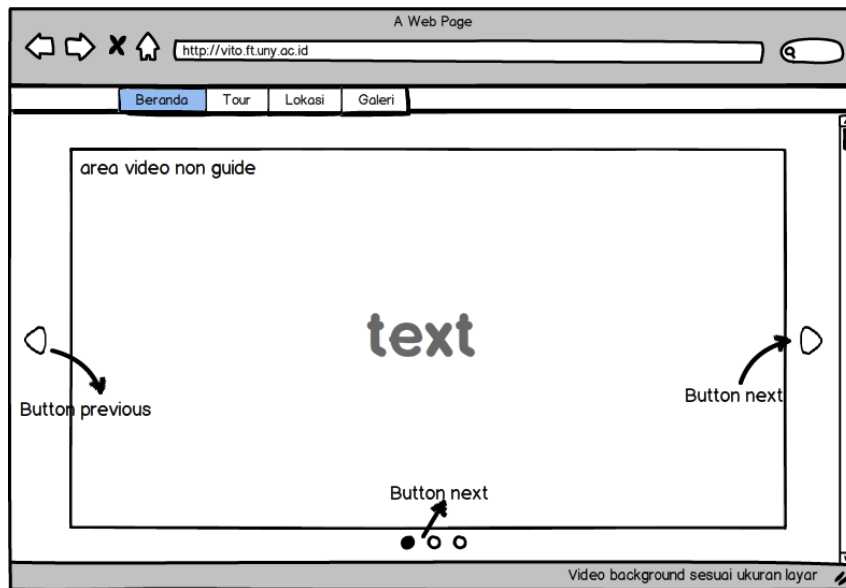 A Web Page
http://vito.ft.uny.ac.id
Beranda Tour Lokasi Galeri
area video non guide
text
Button previous
Button next
Button next
Video background sesuai ukuran layar